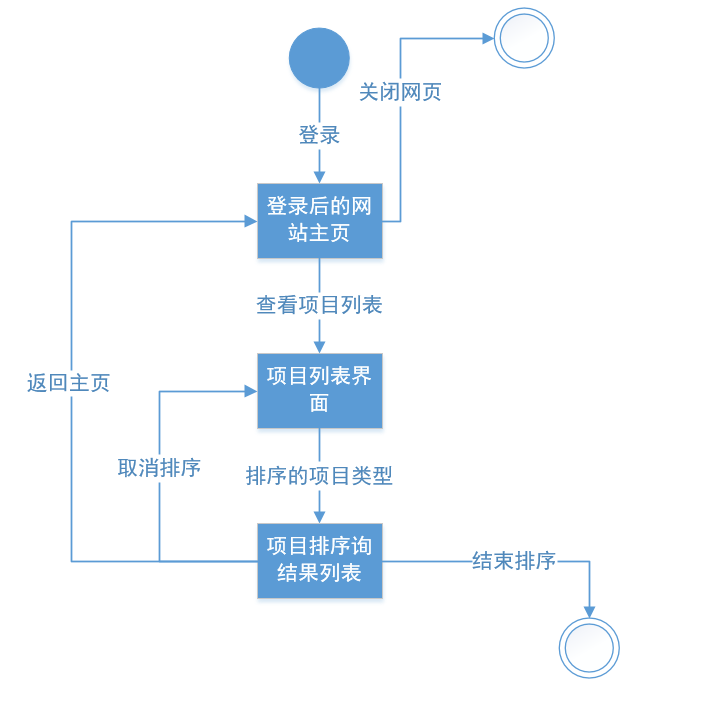 关闭网页
登录
登录后的网
站主页
查看项目列表
项目列表界
面
返回主页
取消排序
排序的项目类型
项目排序询
结果列表
结束排序